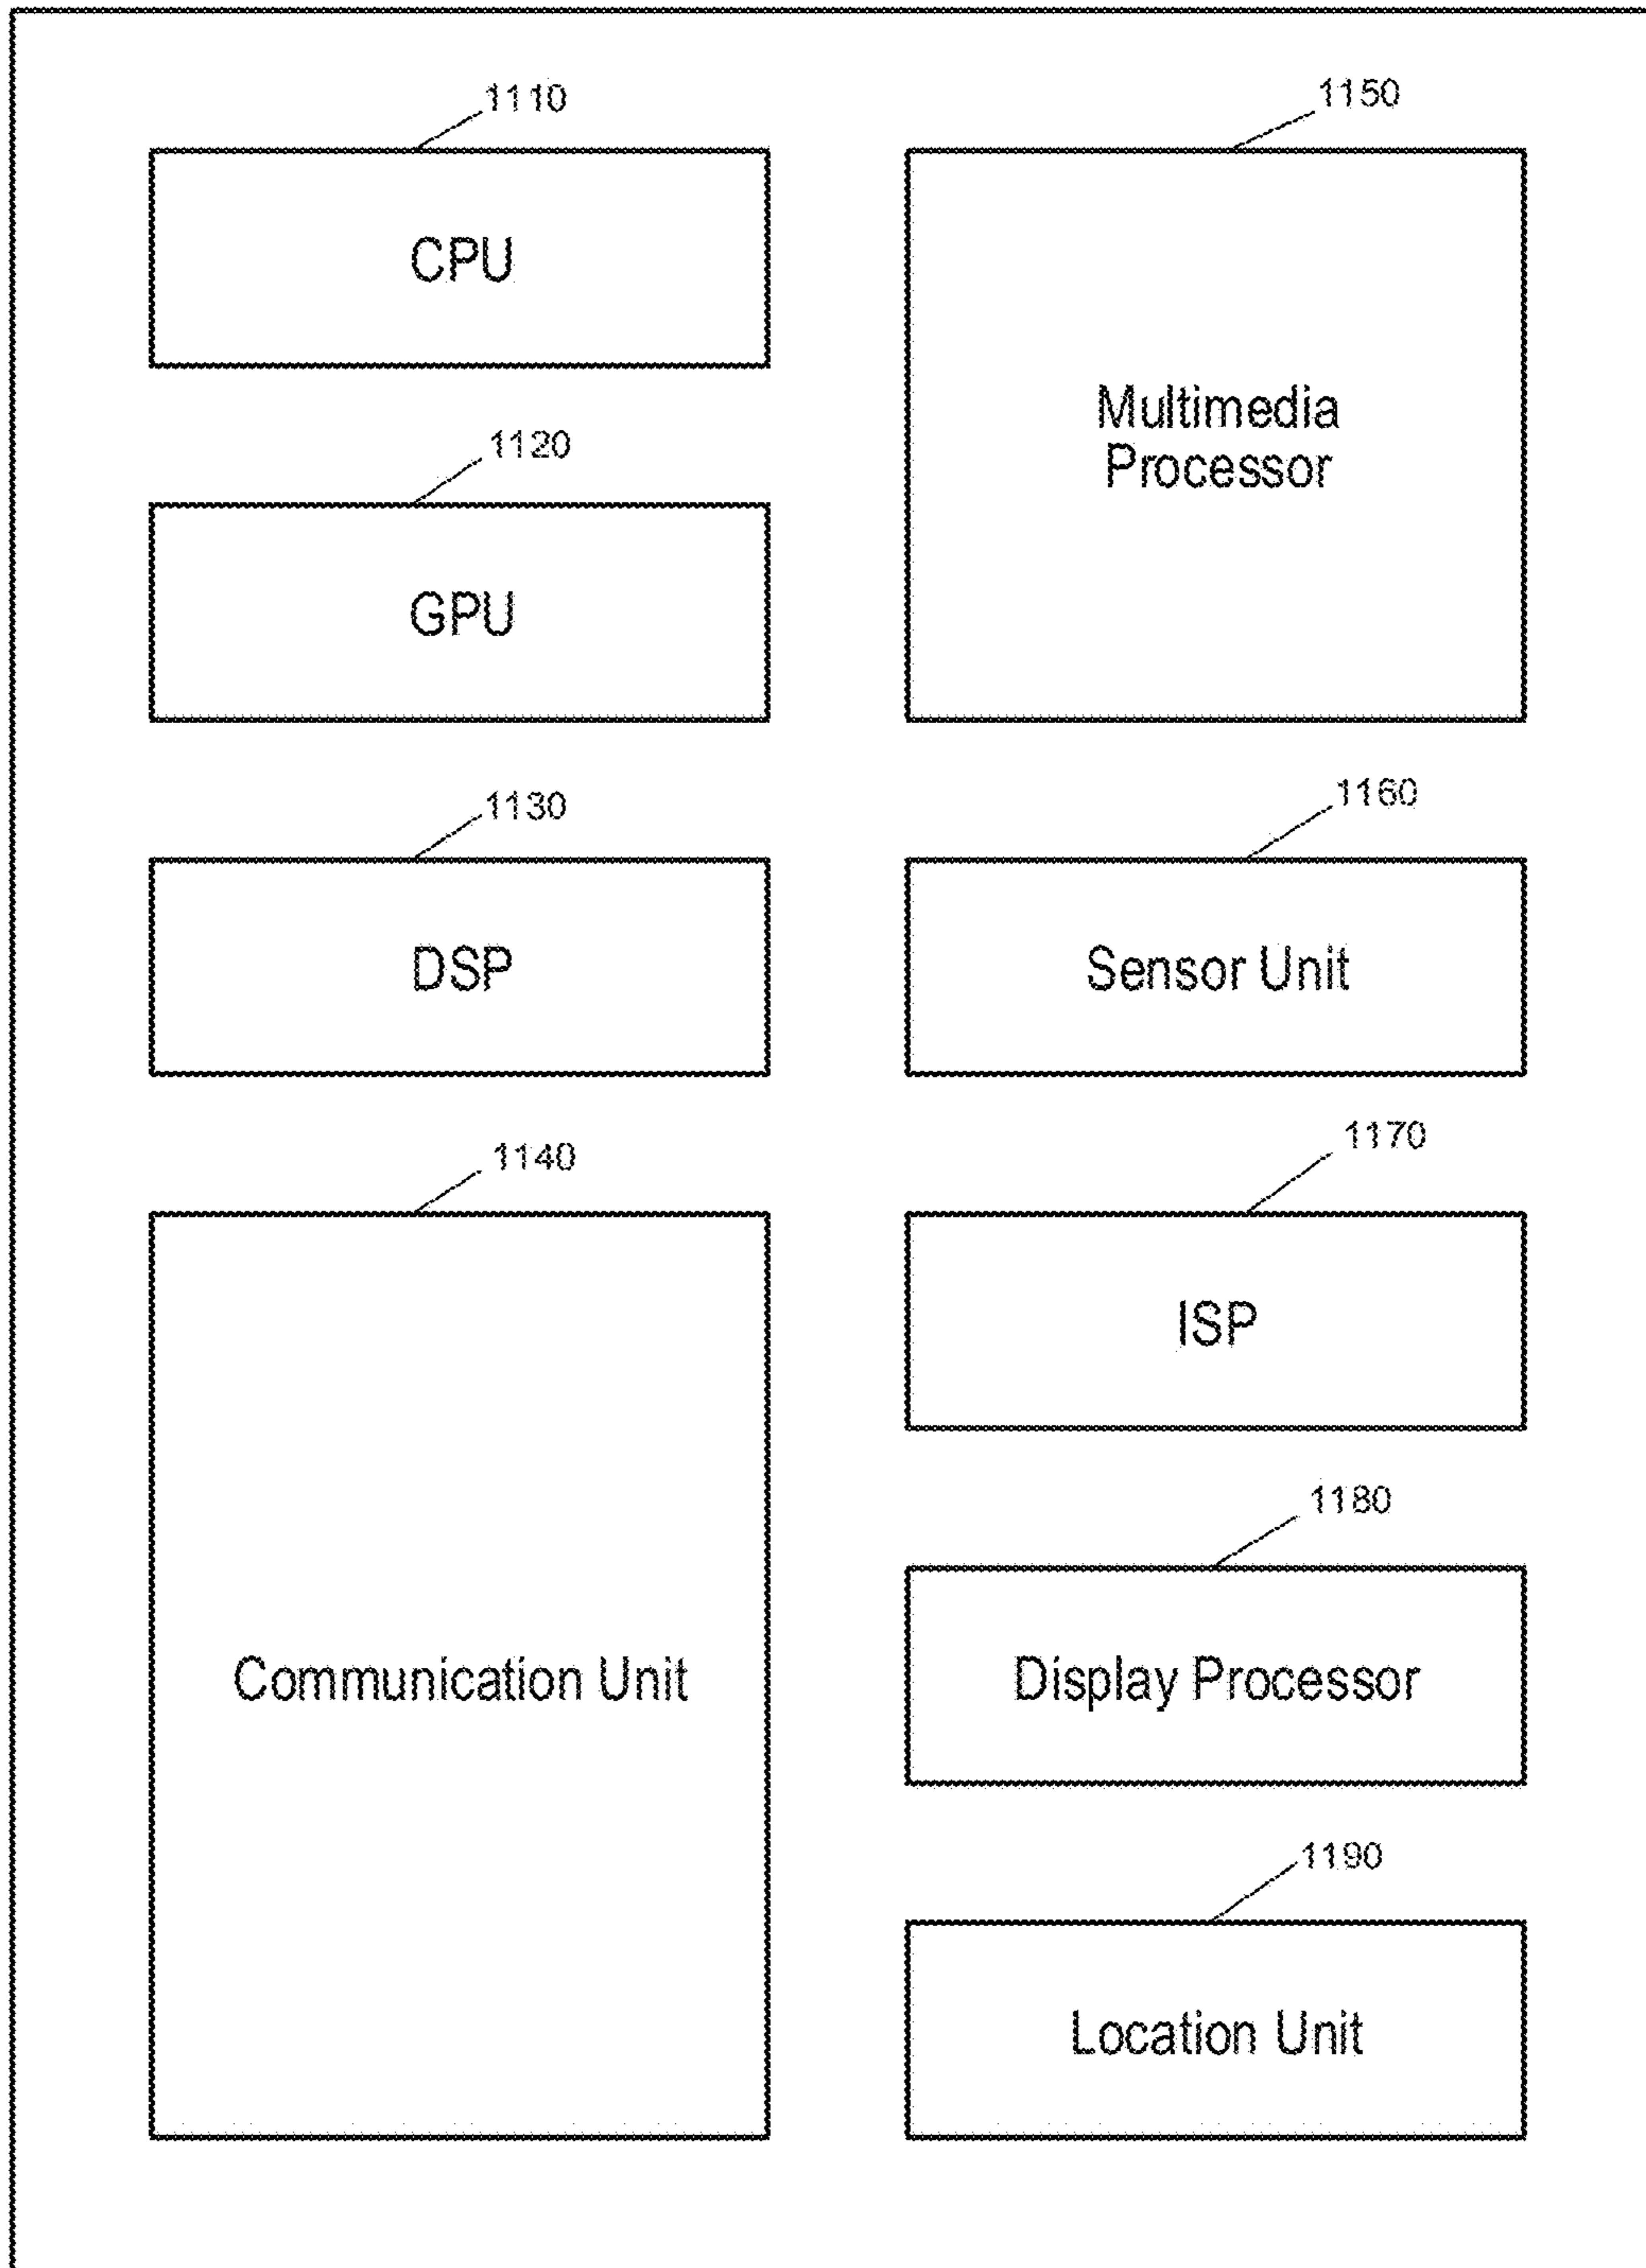 1110
CPU
1120
GPU
1130
DSP
1140
Communication Unit
1150
Multimedia
Processor
1160
Sensor Unit
1170
ISP
1180
Display Processor
1190
Location Unit